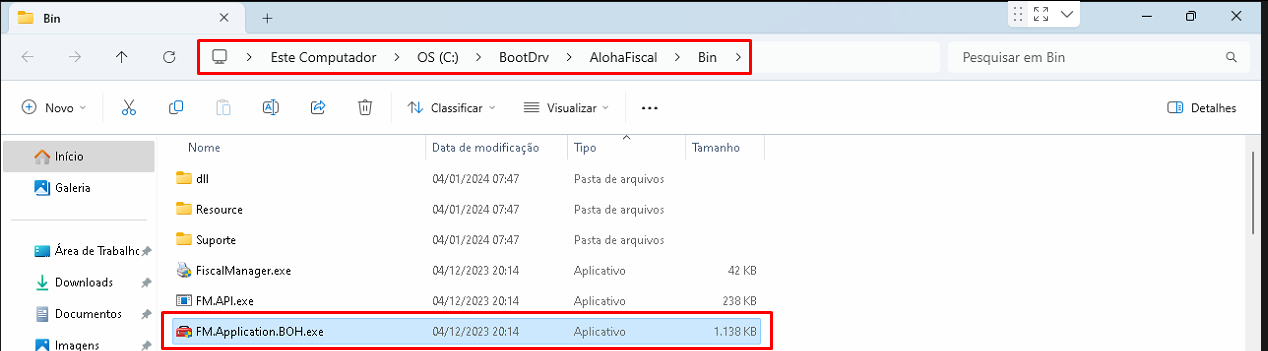 Bin
Este Computador > OS (C:) > BootDrv > AlohaFiscal > Bin >
Pesquisar em Bin
Novo
Classificar
Visualizar
Detalhes
Nome Data de modificação Tipo Tamanho
Início
Galeria
Área de Trabalho
Downloads
Documentos
Imagens
dll 04/01/2024 07:47 Pasta de arquivos
Resource 04/01/2024 07:47 Pasta de arquivos
Suporte 04/01/2024 07:47 Pasta de arquivos
FiscalManager.exe 04/12/2023 20:14 Aplicativo 42 KB
FM.API.exe 04/12/2023 20:14 Aplicativo 238 KB
FM.Application.BOH.exe 04/12/2023 20:14 Aplicativo 1.138 KB